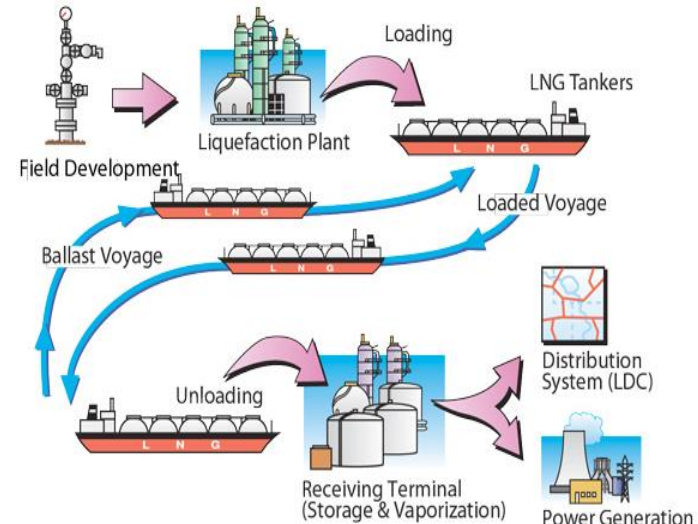 Loading
LNG Tankers
Liquefaction Plant
L N G
Field Development
L N G
Loaded Voyage
Ballast Voyage
L N G
Distribution
System (LDC)
Unloading
L N G
Receiving Terminal
(Storage & Vaporization)
Power Generation